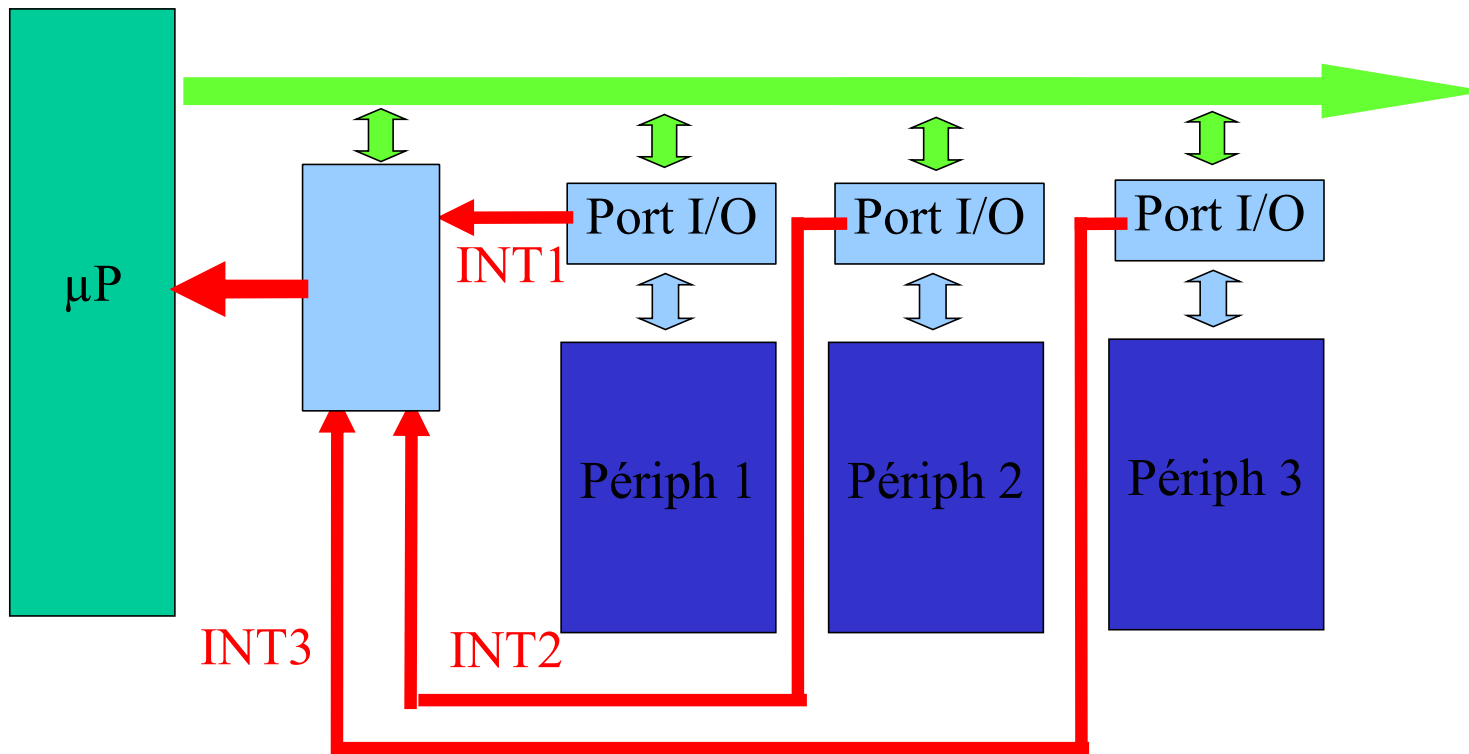 Port I/O
Port I/O
Port I/O
INT1
µP
Périph 1
Périph 2
Périph 3
INT3
INT2